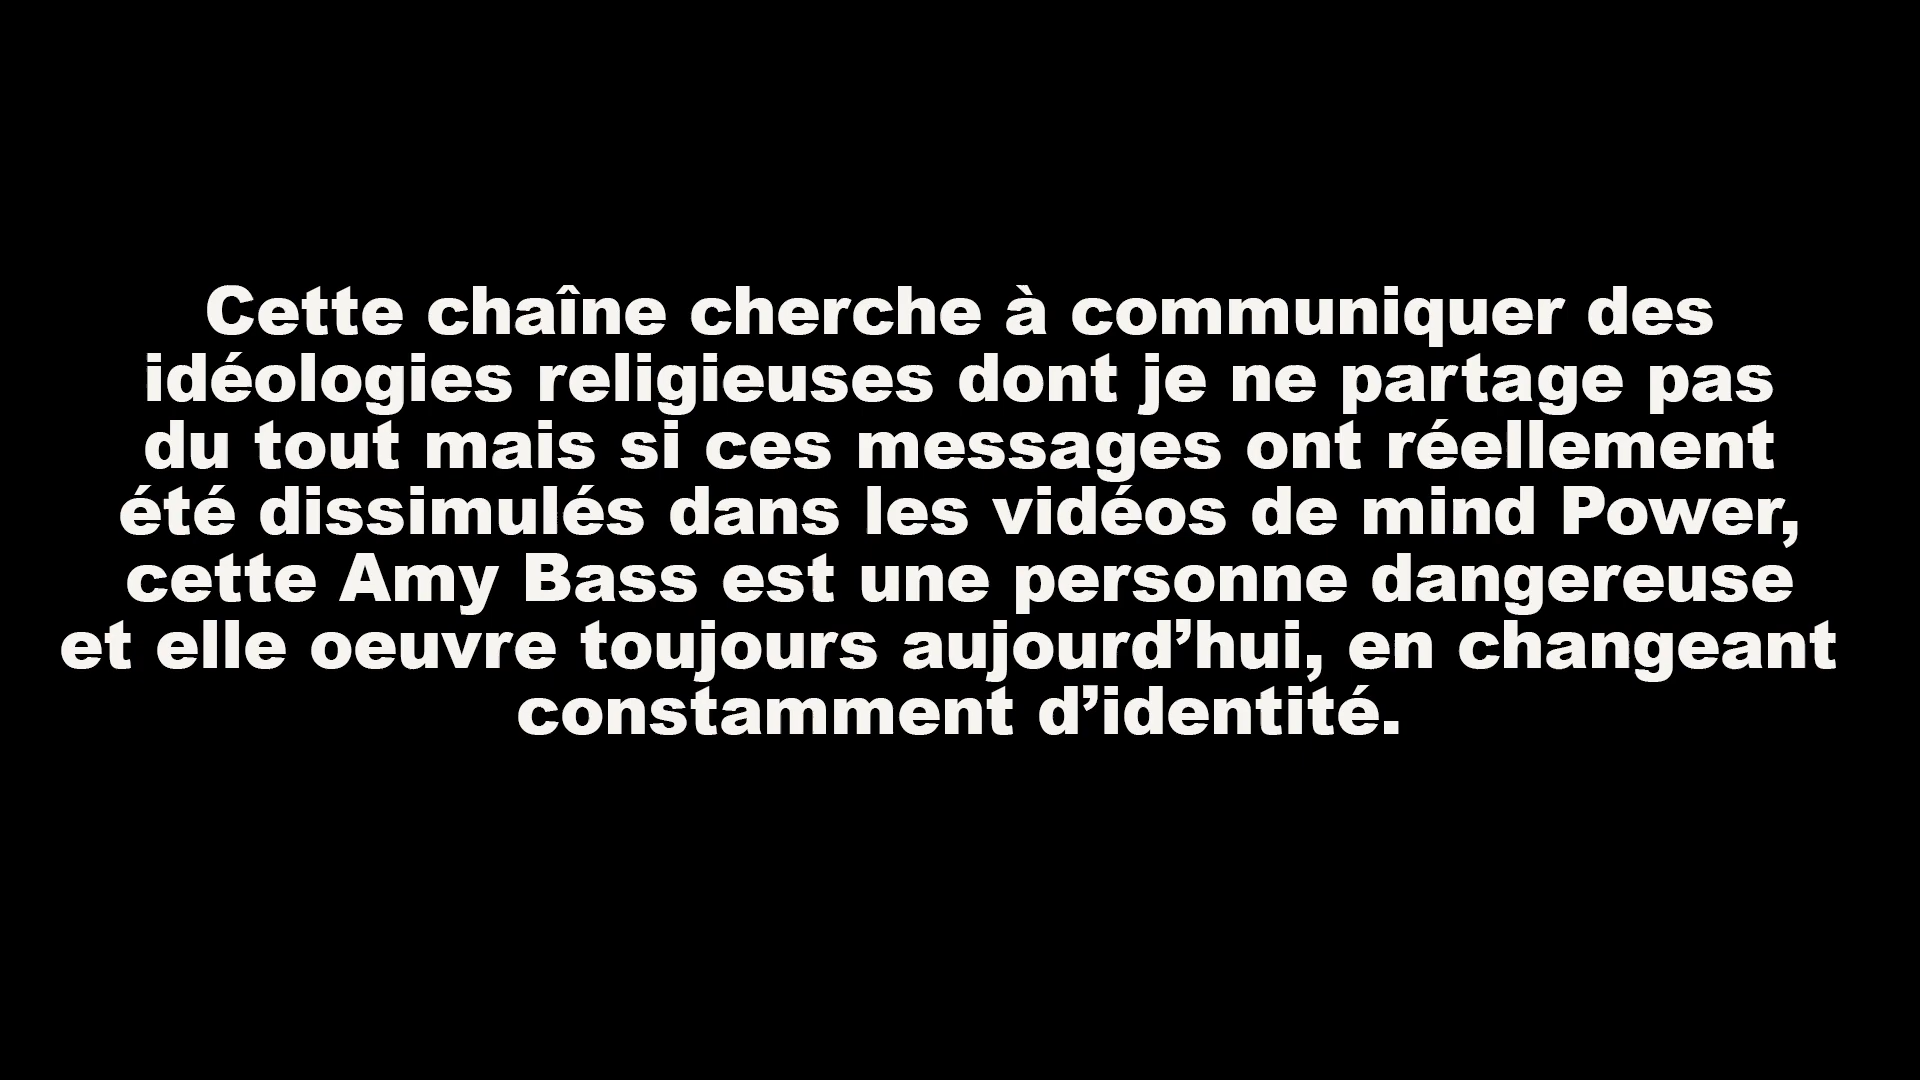 Cette chaîne cherche à communiquer des
idéologies religieuses dont je ne partage pas
du tout mais si ces messages ont réellement
été dissimulés dans les vidéos de mind Power,
cette Amy Bass est une personne dangereuse
et elle oeuvre toujours aujourd’hui, en changeant
constamment d’identité.